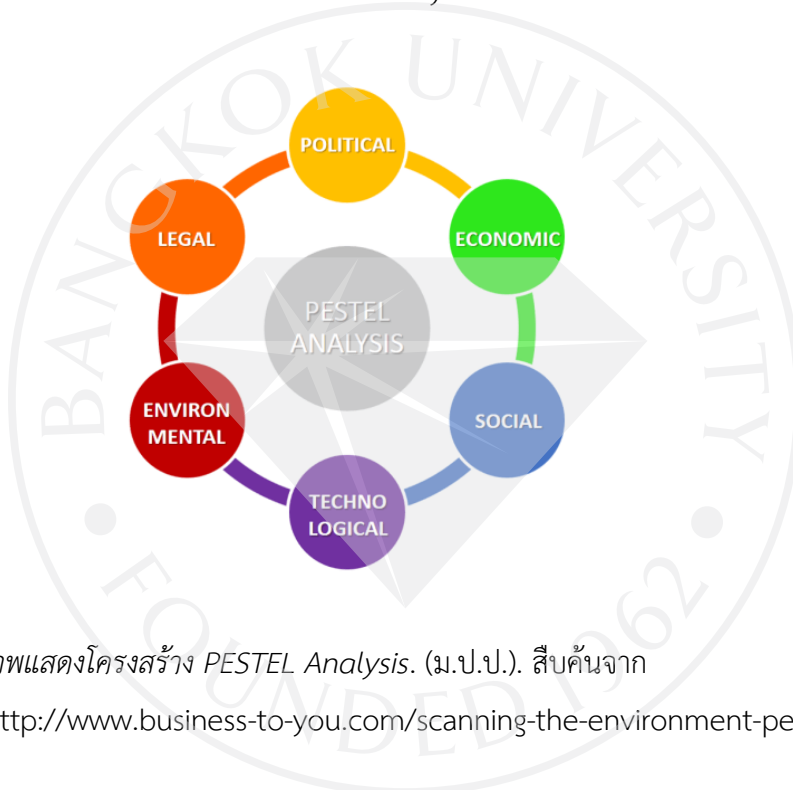 POLITICAL
ECONOMIC
SOCIAL
TECHNO
LOGICAL
ENVIRON
MENTAL
LEGAL
PESTEL
ANALYSIS
BANGKOK UNIVERSITY
FOUNDED 1962
พแสดงโครงสร้าง PESTEL Analysis. (ม.ป.ป.). สืบค้นจาก
ttp://www.business-to-you.com/scanning-the-environment-pe